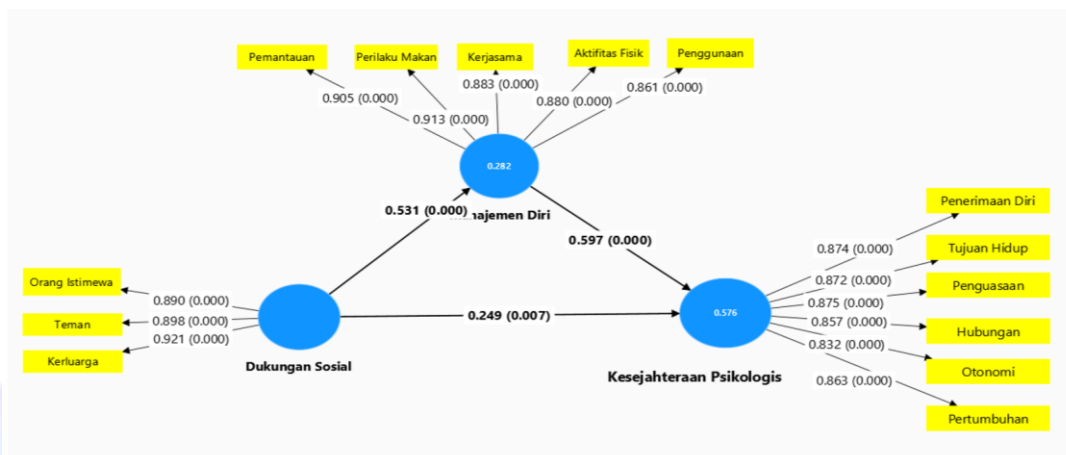 Pemantauan
Perilaku Makan
Kerjasama
Aktifitas Fisik
Penggunaan
0.905 (0.000)
0.913 (0.000)
0.883 (0.000)
0.880 (0.000)
0.861 (0.000)
0.282
0.531 (0.000)
najemen Diri
0.597 (0.000)
Orang Istimewa
Teman
Kerluarga
0.890 (0.000)
0.898 (0.000)
0.921 (0.000)
Dukungan Sosial
0.249 (0.007)
0.576
Kesejahteraan Psikologis
0.874 (0.000)
0.872 (0.000)
0.875 (0.000)
0.857 (0.000)
0.832 (0.000)
0.863 (0.000)
Penerimaan Diri
Tujuan Hidup
Penguasaan
Hubungan
Otonomi
Pertumbuhan